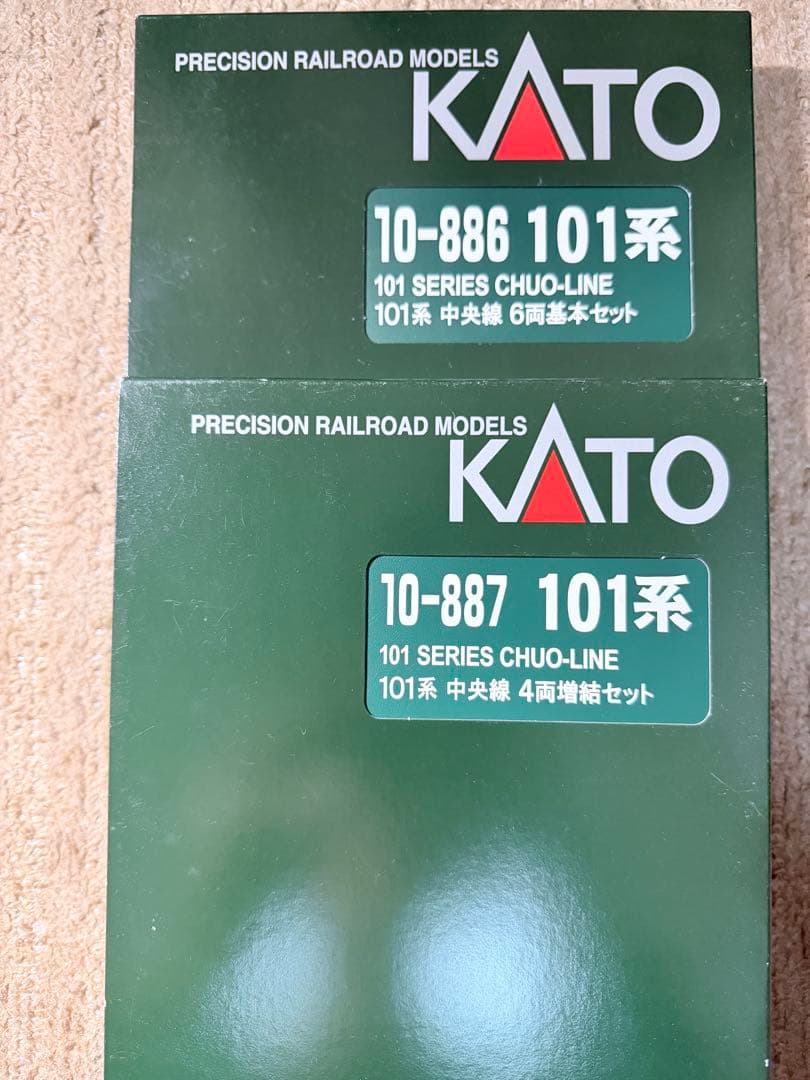 PRECISION RAILROAD MODELS
KATO
10-886 101系
101 SERIES CHUO-LINE
101系 中央線 6両基本セット
PRECISION RAILROAD MODELS
KATO
10-887 101系
101 SERIES CHUO-LINE
101系 中央線 4両増結セット